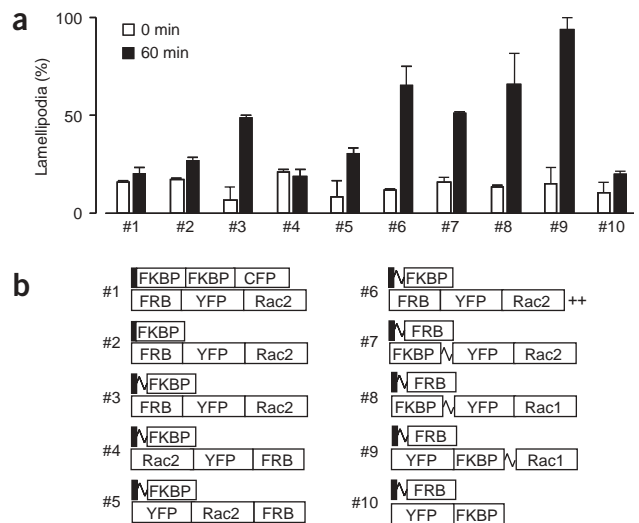 a
0 min
60 min
Lamellipodia (%)
100
50
0
#1 #2 #3 #4 #5 #6 #7 #8 #9 #10
b
#1
FKBP FKBP CFP
FRB YFP Rac2
#2
FKBP
FRB YFP Rac2
#3
FKBP
FRB YFP Rac2
#4
FKBP
Rac2 YFP FRB
#5
FKBP
YFP Rac2 FRB
#6
FKBP
FRB YFP Rac2 ++
#7
FRB
FKBP YFP Rac2
#8
FRB
FKBP YFP Rac1
#9
FRB
YFP FKBP Rac1
#10
FRB
YFP FKBP